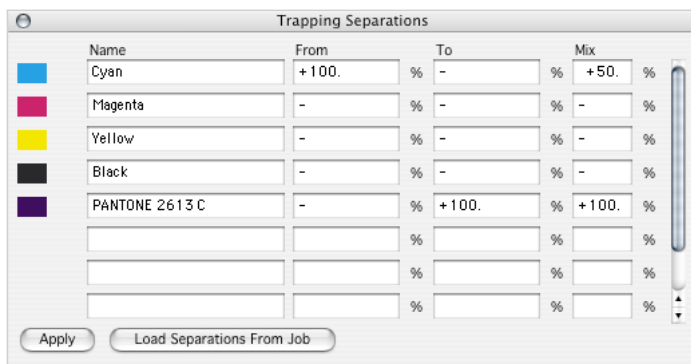 Trapping Separations
Name From To Mix
Cyan +100. % - % +50. %
Magenta - % - % - %
Yellow - % - % - %
Black - % - % - %
PANTONE 2613 C - % +100. % +100. %
% % %
% % %
% % %
Apply Load Separations From Job